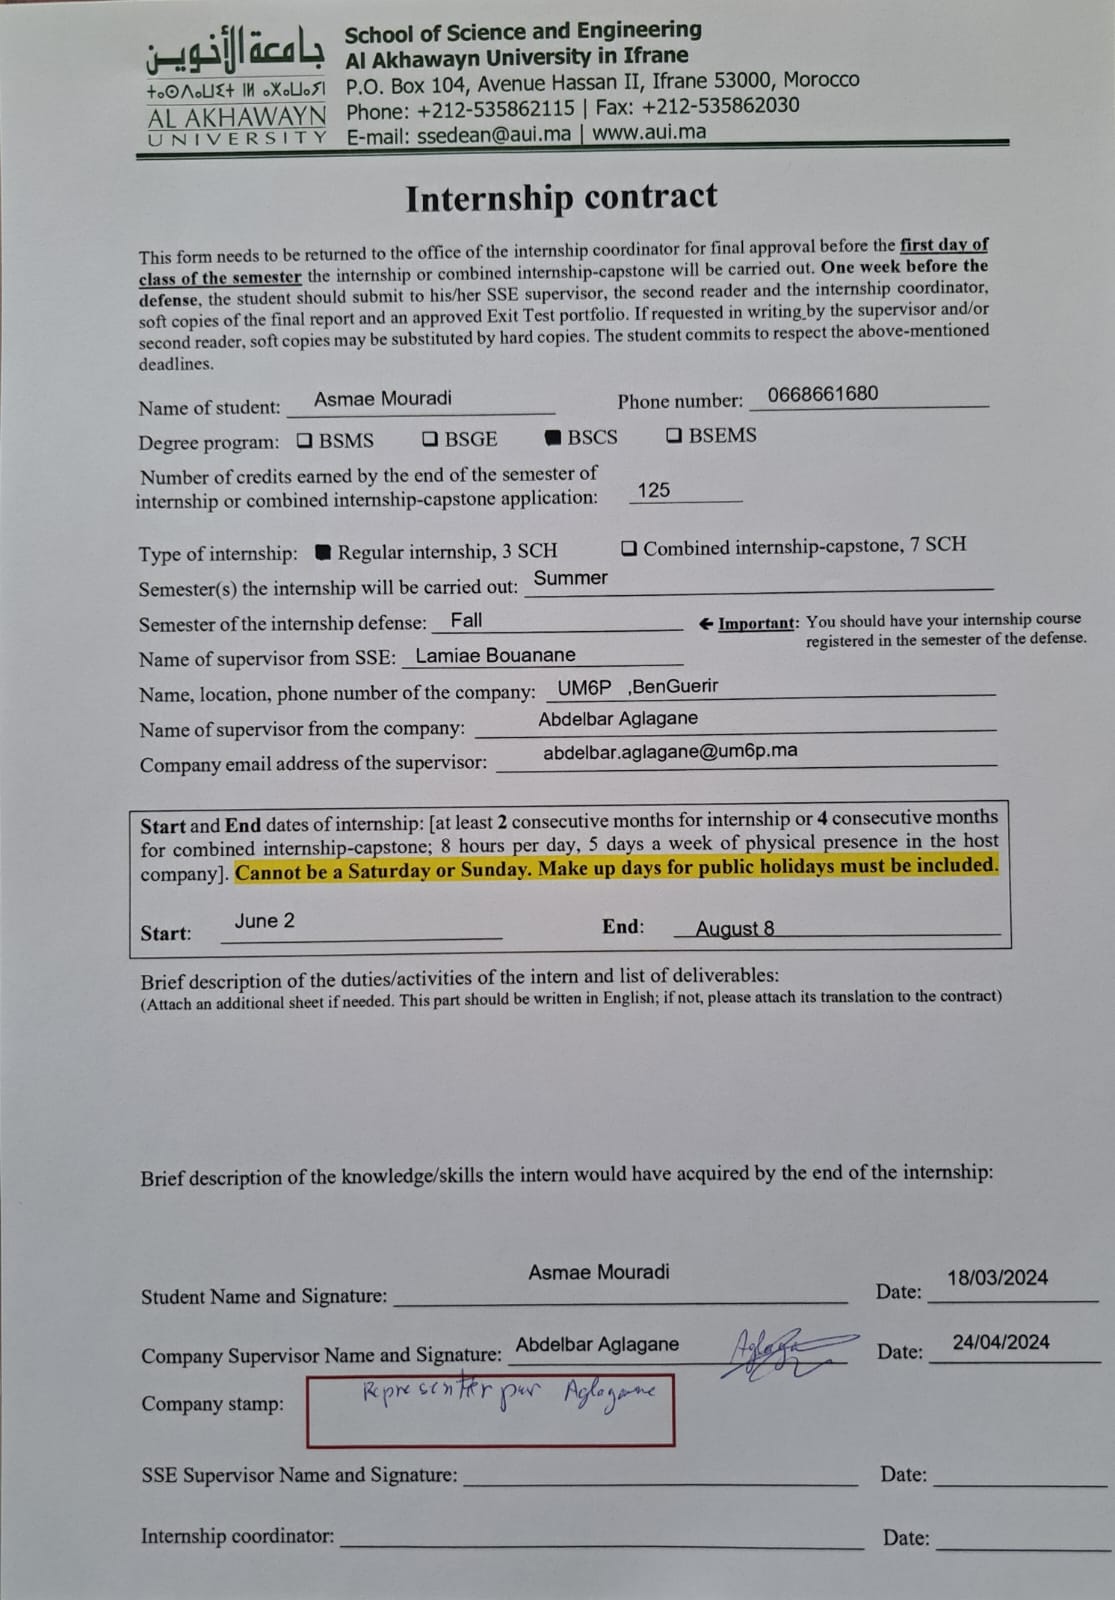 جامعة الأخوين
ⵜⴰⵙⴷⴰⵡⵉⵜ ⵏ ⴰⵅⴰⵡⴰⵢⵏ
AL AKHAWAYN
UNIVERSITY
School of Science and Engineering
Al Akhawayn University in Ifrane
P.O. Box 104, Avenue Hassan II, Ifrane 53000, Morocco
Phone: +212-535862115 | Fax: +212-535862030
E-mail: ssedean@aui.ma | www.aui.ma
Internship contract
This form needs to be returned to the office of the internship coordinator for final approval before the first day of
class of the semester the internship or combined internship-capstone will be carried out. One week before the
defense, the student should submit to his/her SSE supervisor, the second reader and the internship coordinator,
soft copies of the final report and an approved Exit Test portfolio. If requested in writing by the supervisor and/or
second reader, soft copies may be substituted by hard copies. The student commits to respect the above-mentioned
deadlines.
Name of student: Asmae Mouradi Phone number: 0668661680
Degree program: ☐ BSMS ☐ BSGE ■ BSCS ☐ BSEMS
Number of credits earned by the end of the semester of
internship or combined internship-capstone application: 125
Type of internship: ■ Regular internship, 3 SCH ☐ Combined internship-capstone, 7 SCH
Semester(s) the internship will be carried out: Summer
Semester of the internship defense: Fall ← Important: You should have your internship course
registered in the semester of the defense.
Name of supervisor from SSE: Lamiae Bouanane
Name, location, phone number of the company: UM6P ,BenGuerir
Name of supervisor from the company: Abdelbar Aglagane
Company email address of the supervisor: abdelbar.aglagane@um6p.ma
Start and End dates of internship: [at least 2 consecutive months for internship or 4 consecutive months
for combined internship-capstone; 8 hours per day, 5 days a week of physical presence in the host
company]. Cannot be a Saturday or Sunday. Make up days for public holidays must be included.
Start: June 2 End: August 8
Brief description of the duties/activities of the intern and list of deliverables:
(Attach an additional sheet if needed. This part should be written in English; if not, please attach its translation to the contract)
Brief description of the knowledge/skills the intern would have acquired by the end of the internship:
Student Name and Signature: Asmae Mouradi Date: 18/03/2024
Company Supervisor Name and Signature: Abdelbar Aglagane Date: 24/04/2024
Company stamp: Representer par Aglagane
SSE Supervisor Name and Signature: Date:
Internship coordinator: Date: